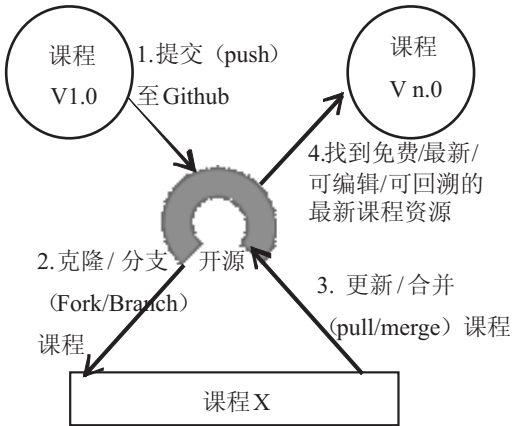 课程
V1.0
1.提交（push）
至Github
课程
V n.0
4.找到免费/最新/
可编辑/可回溯的
最新课程资源
2.克隆/分支
（Fork/Branch）
课程
开源
3. 更新/合并
（pull/merge）课程
课程X